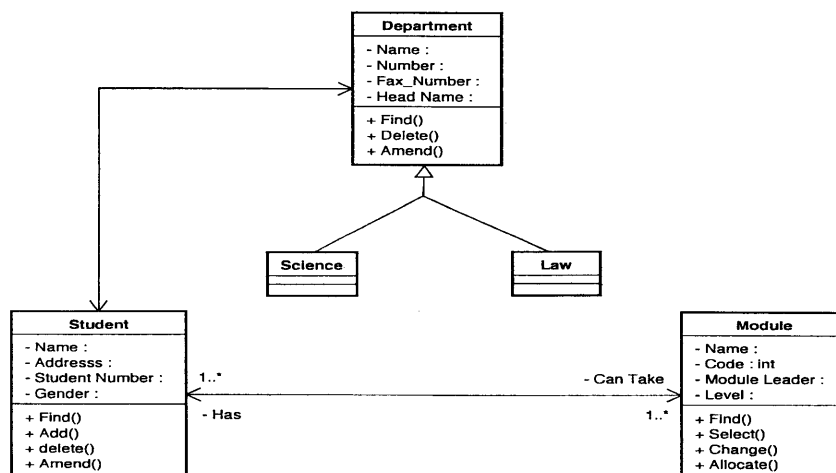 Department
- Name :
- Number :
- Fax_Number :
- Head Name :
+ Find()
+ Delete()
+ Amend()
Science
Law
Student
- Name :
- Addresss :
- Student Number :
- Gender :
+ Find()
+ Add()
+ delete()
+ Amend()
1..*
- Has
- Can Take
1..*
Module
- Name :
- Code : int
- Module Leader :
- Level :
+ Find()
+ Select()
+ Change()
+ Allocate()